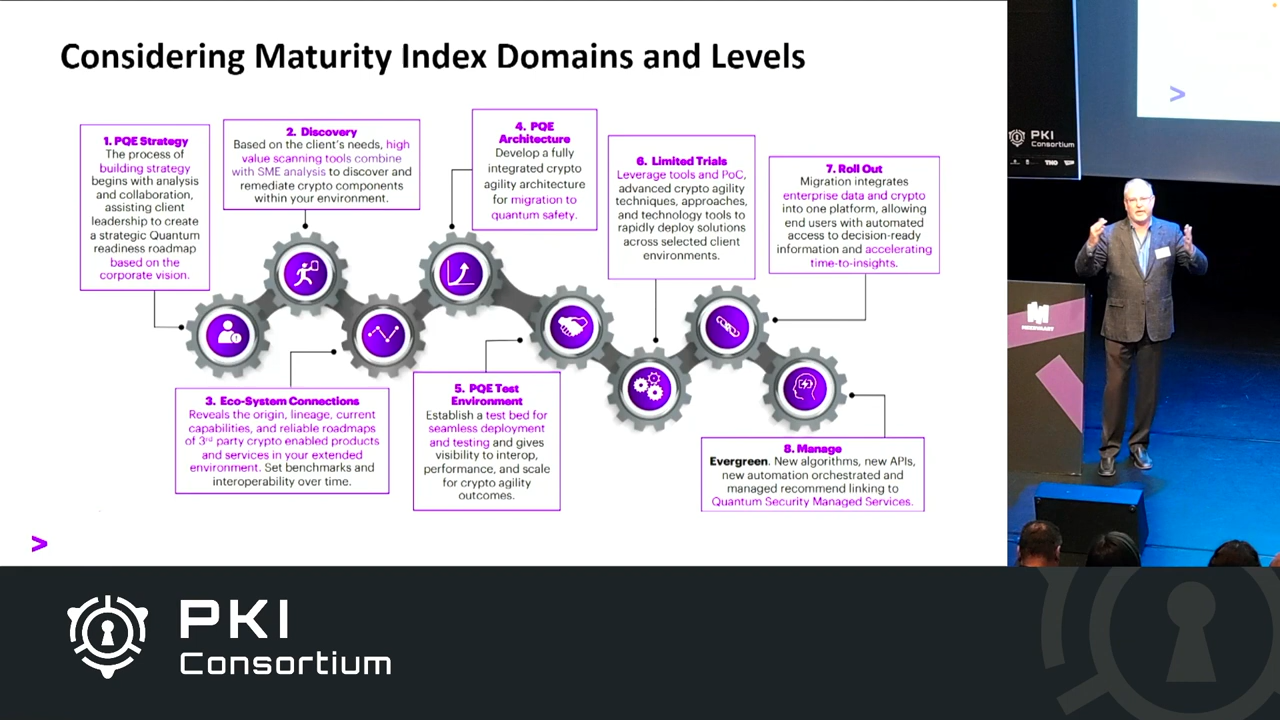 Considering Maturity Index Domains and Levels
1. PQE Strategy
The process of
building strategy
begins with analysis
and collaboration,
assisting client
leadership to create
a strategic Quantum
readiness roadmap
based on the
corporate vision.
2. Discovery
Based on the client's needs, high
value scanning tools combine
with SME analysis to discover and
remediate crypto components
within your environment.
3. Eco-System Connections
Reveals the origin, lineage, current
capabilities, and reliable roadmaps
of 3rd party crypto enabled products
and services in your extended
environment. Set benchmarks and
interoperability over time.
4. PQE
Architecture
Develop a fully
integrated crypto
agility architecture
for migration to
quantum safety.
5. PQE Test
Environment
Establish a test bed for
seamless deployment
and testing and gives
visibility to interop,
performance, and scale
for crypto agility
outcomes.
6. Limited Trials
Leverage tools and PoC,
advanced crypto agility
techniques, approaches,
and technology tools to
rapidly deploy solutions
across selected client
environments.
7. Roll Out
Migration integrates
enterprise data and crypto
into one platform, allowing
end users with automated
access to decision-ready
information and accelerating
time-to-insights.
8. Manage
Evergreen. New algorithms, new APIs,
new automation orchestrated and
managed recommend linking to
Quantum Security Managed Services.
>
>
PKI
Consortium
PKI
Consortium